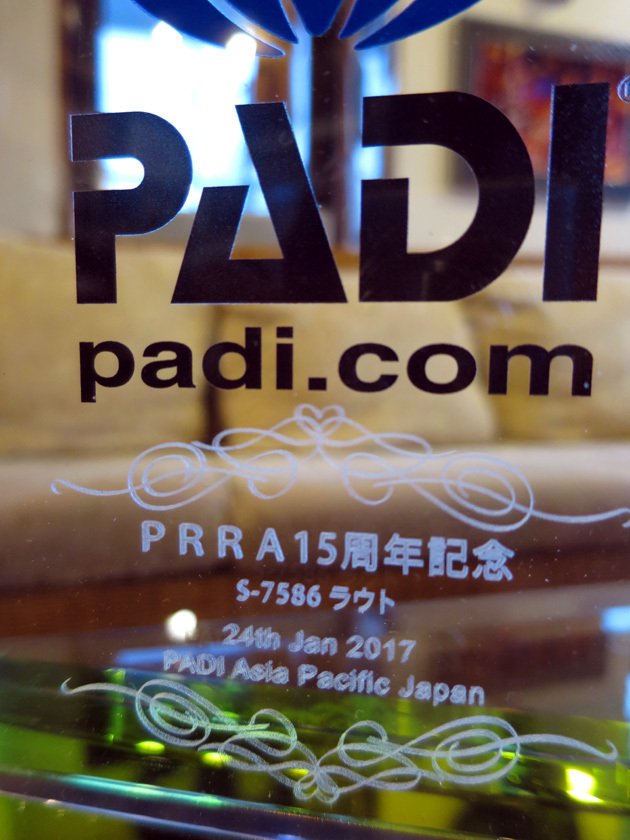 PADI
padi.com
PRRA15周年記念
S-7586 ラウト
24th Jan 2017
PADI Asia Pacific Japan